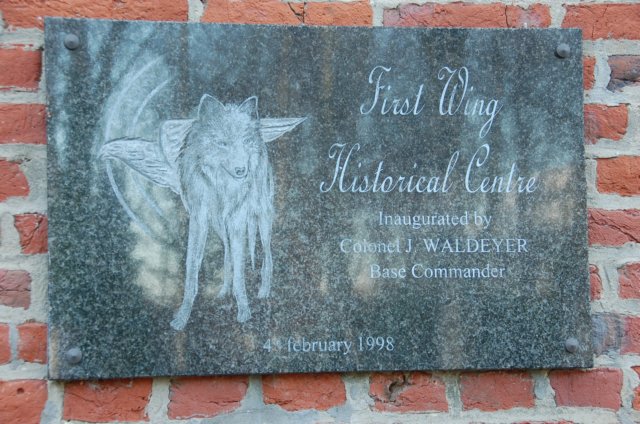 First Wing
Historical Centre
Inaugurated by
Colonel J. WALDEYER
Base Commander
4th february 1998